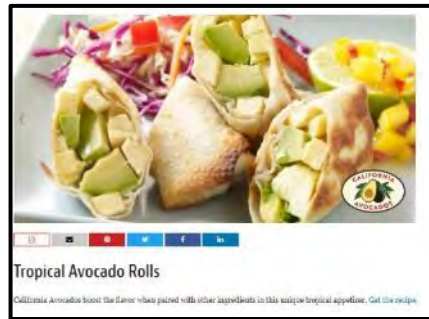 CALIFORNIA
AVOCADOS
in
Tropical Avocado Rolls
California Avocados boost the flavor when paired with other ingredients in this unique tropical appetizer. Get the recipe.